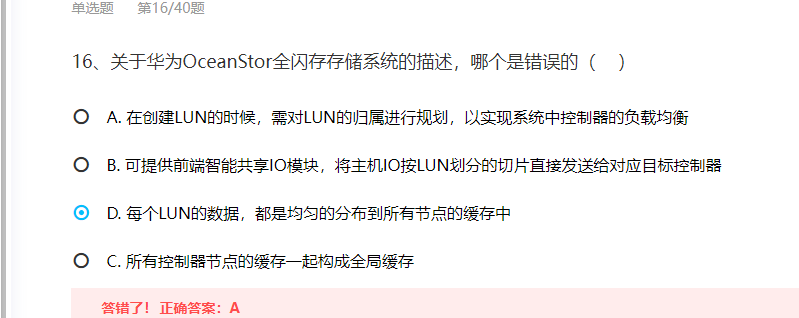 单选题 第16/40题
16、关于华为OceanStor全闪存存储系统的描述，哪个是错误的（ ）
A. 在创建LUN的时候，需对LUN的归属进行规划，以实现系统中控制器的负载均衡
B. 可提供前端智能共享IO模块，将主机IO按LUN划分的切片直接发送给对应目标控制器
D. 每个LUN的数据，都是均匀的分布到所有节点的缓存中
C. 所有控制器节点的缓存一起构成全局缓存
答错了！正确答案：A